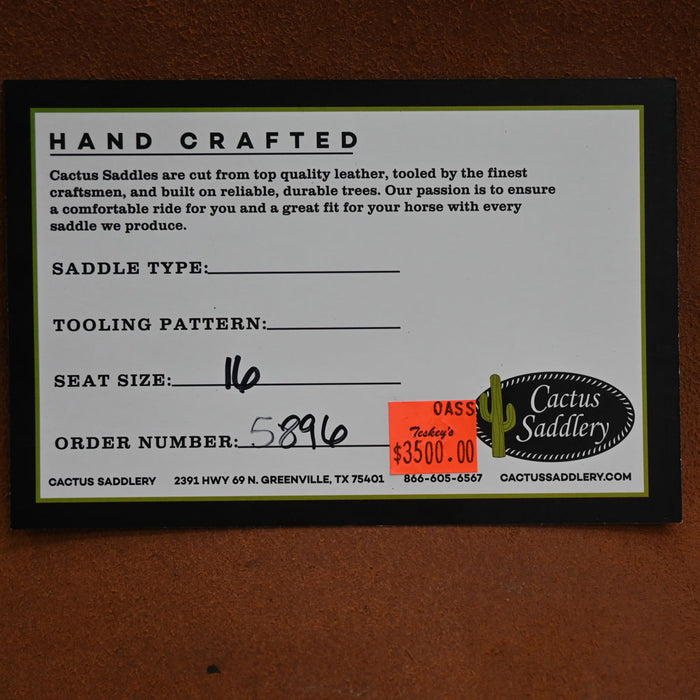 HAND CRAFTED
Cactus Saddles are cut from top quality leather, tooled by the finest
craftsmen, and built on reliable, durable trees. Our passion is to ensure
a comfortable ride for you and a great fit for your horse with every
saddle we produce.
SADDLE TYPE:
TOOLING PATTERN:
SEAT SIZE: 16
ORDER NUMBER: 5896
OASS
Teskey's
$3500.00
Cactus
Saddlery
CACTUS SADDLERY 2391 HWY 69 N. GREENVILLE, TX 75401 866-605-6567 CACTUSSADDLERY.COM